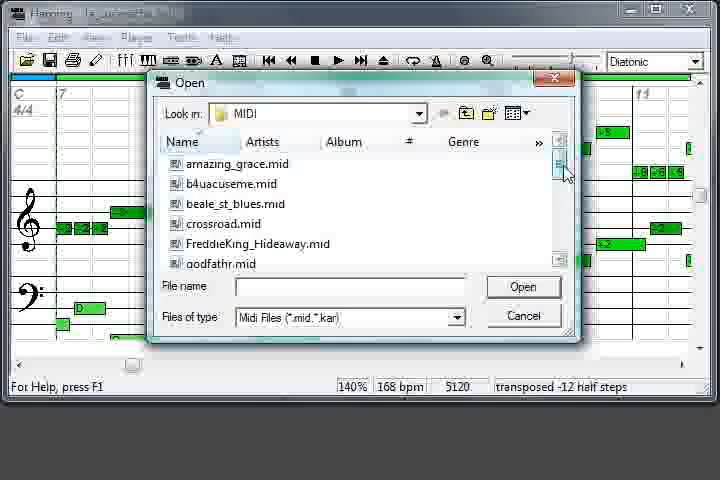 File Edit View Player Tools Help
Diatonic
Open
Look in: MIDI
Name Artists Album # Genre »
amazing_grace.mid
b4uacuseme.mid
beale_st_blues.mid
crossroad.mid
FreddieKing_Hideaway.mid
godfathr.mid
File name
Open
Files of type Midi Files (*.mid,*.kar)
Cancel
C 7 11
4/4
D
For Help, press F1 140% 168 bpm 5120 transposed -12 half steps